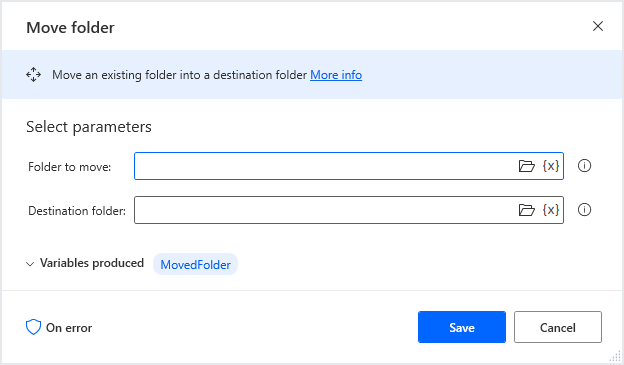 Move folder
Move an existing folder into a destination folder More info
Select parameters
Folder to move: {x}
Destination folder: {x}
Variables produced MovedFolder
On error Save Cancel